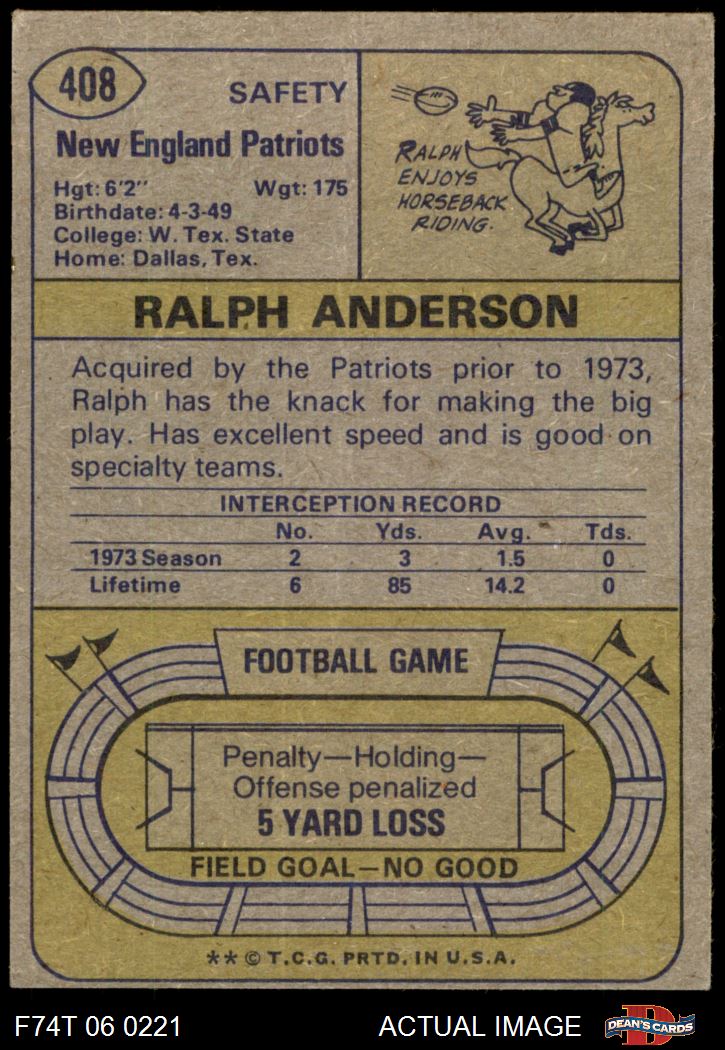 408
SAFETY
New England Patriots
Hgt: 6'2" Wgt: 175
Birthdate: 4-3-49
College: W. Tex. State
Home: Dallas, Tex.
RALPH
ENJOYS
HORSEBACK
RIDING.
RALPH ANDERSON
Acquired by the Patriots prior to 1973,
Ralph has the knack for making the big
play. Has excellent speed and is good on
specialty teams.
INTERCEPTION RECORD
No. Yds. Avg. Tds.
1973 Season 2 3 1.5 0
Lifetime 6 85 14.2 0
FOOTBALL GAME
Penalty—Holding—
Offense penalized
5 YARD LOSS
FIELD GOAL—NO GOOD
** © T.C.G. PRTD. IN U.S.A.
F74T 06 0221 ACTUAL IMAGE D DEAN'S CARDS